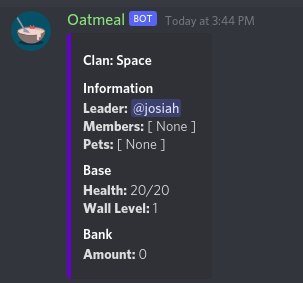 Oatmeal BOT Today at 3:44 PM
Clan: Space
Information
Leader: @josiah
Members: [ None ]
Pets: [ None ]
Base
Health: 20/20
Wall Level: 1
Bank
Amount: 0